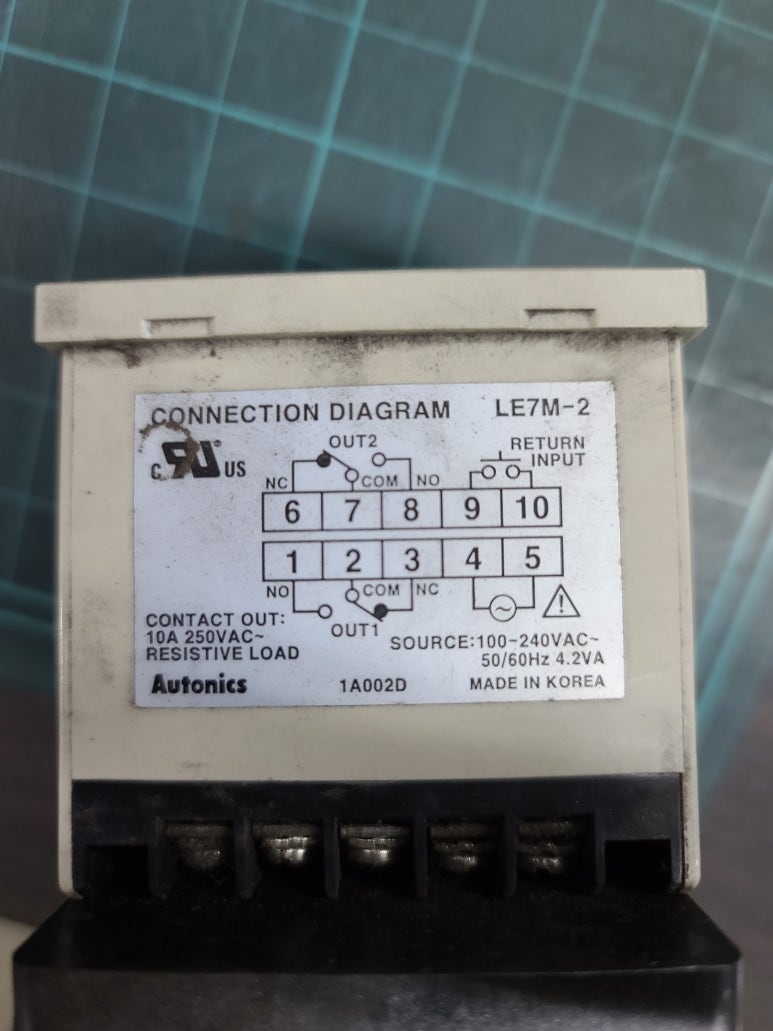 CONNECTION DIAGRAM LE7M-2
c RU ® US
OUT2
RETURN
INPUT
NC COM NO
6 7 8 9 10
1 2 3 4 5
NO COM NC
OUT1
CONTACT OUT:
10A 250VAC~
RESISTIVE LOAD
SOURCE:100-240VAC~
50/60Hz 4.2VA
Autonics 1A002D MADE IN KOREA